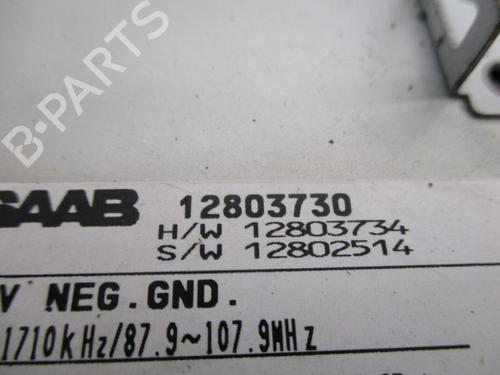 B-PARTS
SAAB 12803730
H/W 12803734
S/W 12802514
V NEG.GND.
1710kHz/87.9~107.9MHz